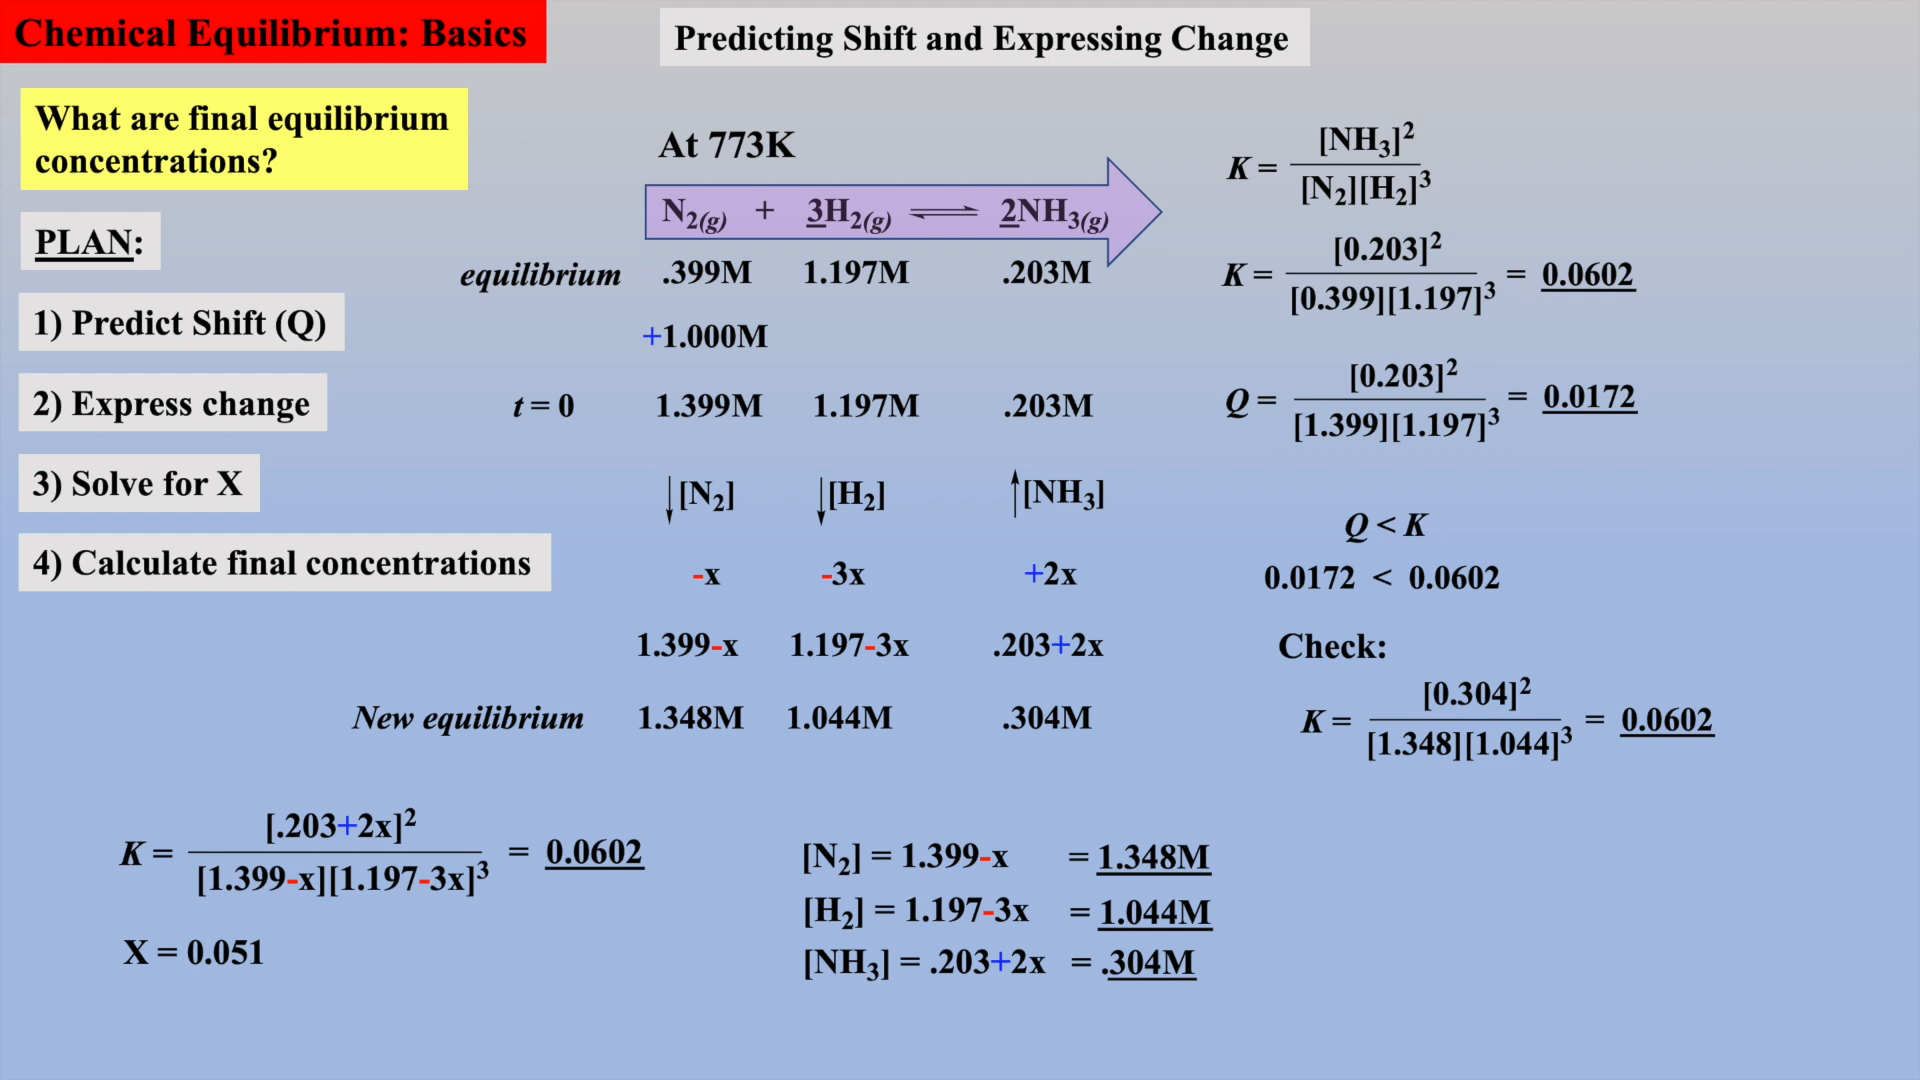 Chemical Equilibrium: Basics
Predicting Shift and Expressing Change
What are final equilibrium
concentrations?
PLAN:
1) Predict Shift (Q)
2) Express change
3) Solve for X
4) Calculate final concentrations
At 773K
N₂(g) + 3H₂(g) ⇌ 2NH₃(g)
equilibrium .399M 1.197M .203M
+1.000M
t = 0 1.399M 1.197M .203M
↓[N₂] ↓[H₂] ↑[NH₃]
-x -3x +2x
1.399-x 1.197-3x .203+2x
New equilibrium 1.348M 1.044M .304M
K = [NH₃]² / [N₂][H₂]³
K = [0.203]² / [0.399][1.197]³ = 0.0602
Q = [0.203]² / [1.399][1.197]³ = 0.0172
Q < K
0.0172 < 0.0602
Check:
K = [0.304]² / [1.348][1.044]³ = 0.0602
K = [.203+2x]² / [1.399-x][1.197-3x]³ = 0.0602
X = 0.051
[N₂] = 1.399-x = 1.348M
[H₂] = 1.197-3x = 1.044M
[NH₃] = .203+2x = .304M